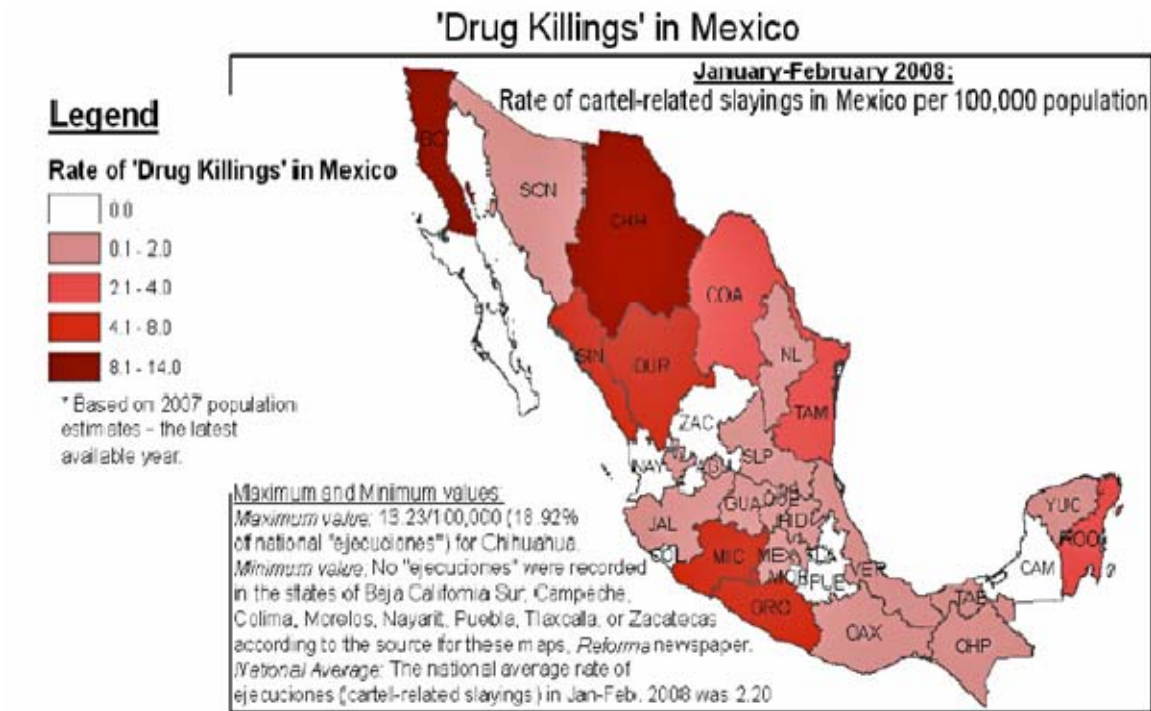 'Drug Killings' in Mexico
January-February 2008:
Rate of cartel-related slayings in Mexico per 100,000 population
Legend
Rate of 'Drug Killings' in Mexico
0.0
0.1 - 2.0
2.1 - 4.0
4.1 - 8.0
8.1 - 14.0
* Based on 2007 population
estimates - the latest
available year.
BC
SCN
CHH
COA
BCS
SIN
DUR
NL
TAM
ZAC
NAY
AGU
SLP
GUA
QUE
HID
JAL
COL
MIC
MEX
TLA
MOR
PUE
VER
GRO
OAX
TAB
CHP
CAM
YUC
ROO
Maximum and Minimum values:
Maximum value: 13.23/100,000 (18.92%
of national "ejecuciones") for Chihuahua.
Minimum value: No "ejecuciones" were recorded
in the states of Baja California Sur, Campeche,
Colima, Morelos, Nayarit, Puebla, Tlaxcalla, or Zacatecas
according to the source for these maps, Reforma newspaper.
National Average: The national average rate of
ejecuciones (cartel-related slayings) in Jan-Feb. 2008 was 2.20